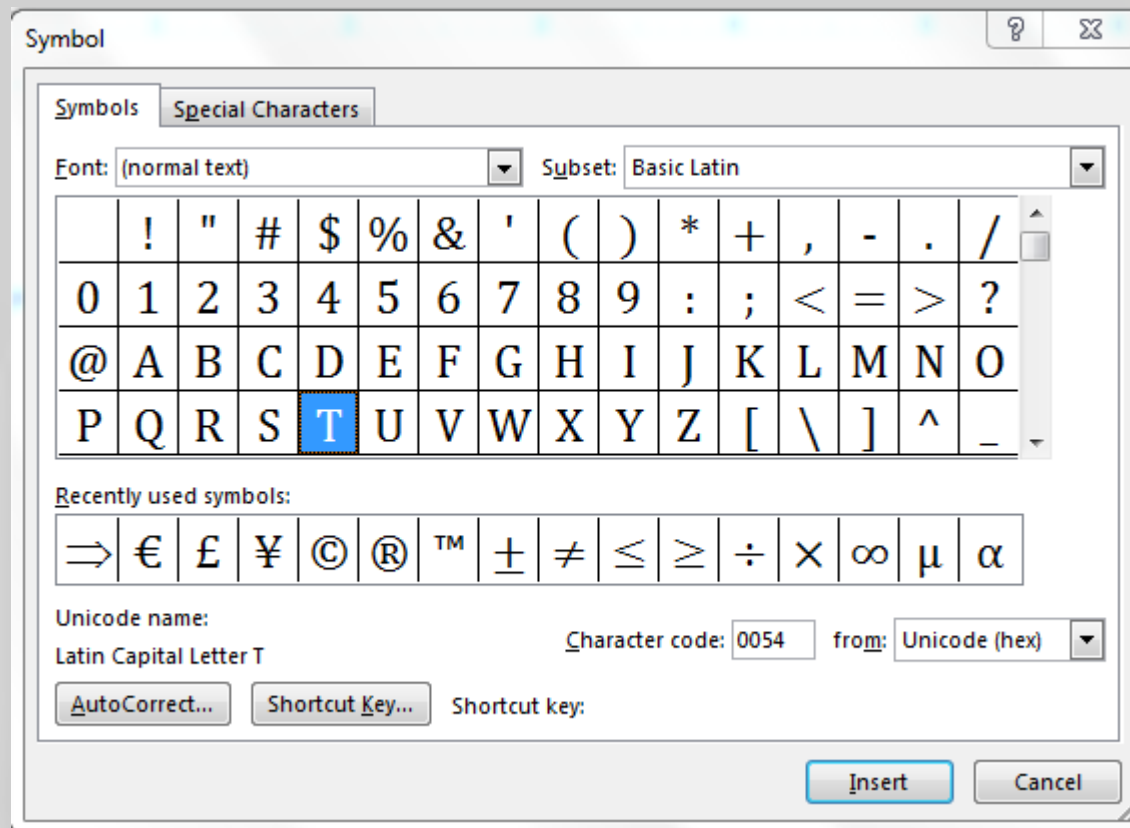 Symbol
Symbols Special Characters
Font: (normal text) Subset: Basic Latin
! " # $ % & ' ( ) * + , - . /
0 1 2 3 4 5 6 7 8 9 : ; < = > ?
@ A B C D E F G H I J K L M N O
P Q R S T U V W X Y Z [ \ ] ^ _
Recently used symbols:
⇒ € £ ¥ © ® ™ ± ≠ ≤ ≥ ÷ × ∞ µ α
Unicode name:
Latin Capital Letter T
Character code: 0054 from: Unicode (hex)
AutoCorrect... Shortcut Key... Shortcut key:
Insert Cancel